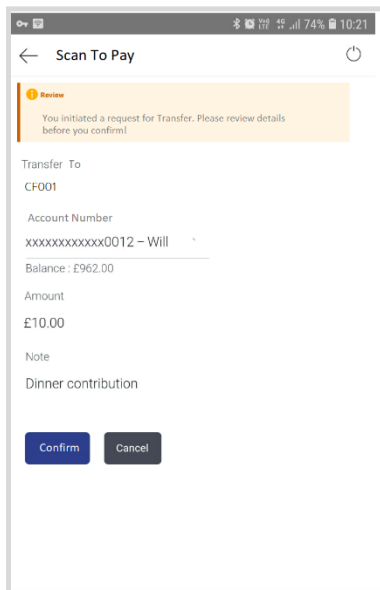 74% 10:21
Scan To Pay
Review
You initiated a request for Transfer. Please review details
before you confirm!
Transfer To
CF001
Account Number
xxxxxxxxxxxx0012 – Will
Balance : £962.00
Amount
£10.00
Note
Dinner contribution
Confirm Cancel